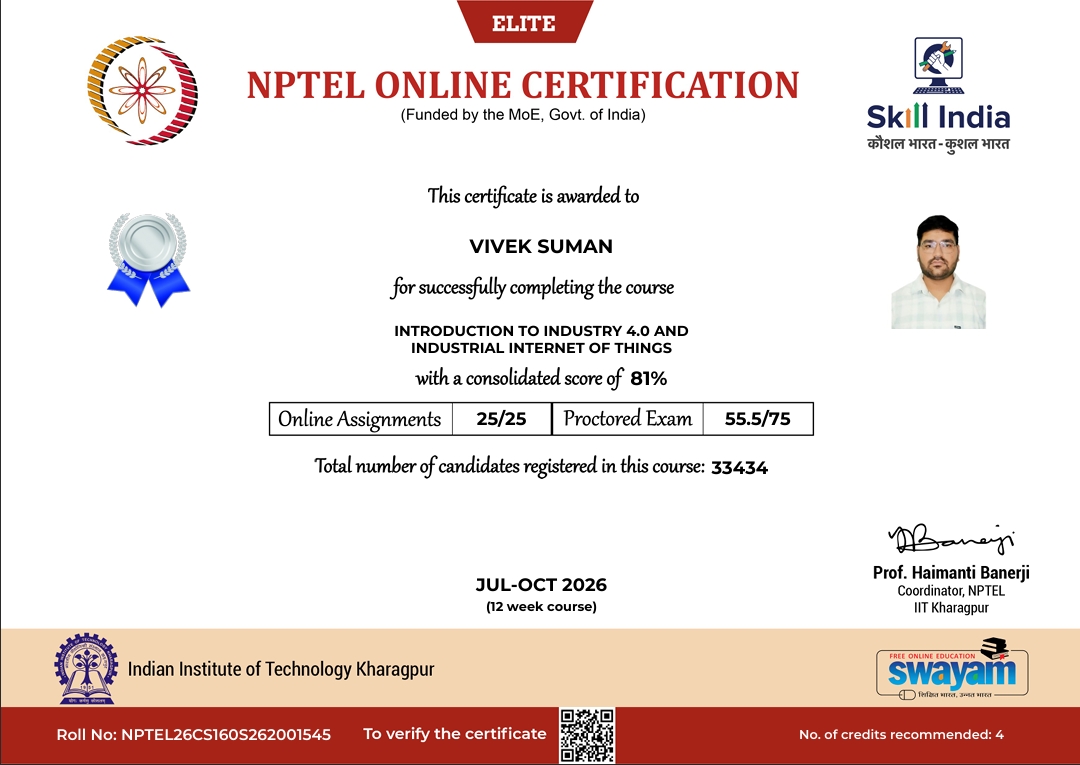 ELITE
NPTEL ONLINE CERTIFICATION
(Funded by the MoE, Govt. of India)
Skill India
कौशल भारत - कुशल भारत
This certificate is awarded to
VIVEK SUMAN
for successfully completing the course
INTRODUCTION TO INDUSTRY 4.0 AND
INDUSTRIAL INTERNET OF THINGS
with a consolidated score of 81%
Online Assignments 25/25 Proctored Exam 55.5/75
Total number of candidates registered in this course: 33434
Prof. Haimanti Banerji
Coordinator, NPTEL
IIT Kharagpur
JUL-OCT 2026
(12 week course)
Indian Institute of Technology Kharagpur
FREE ONLINE EDUCATION
swayam
शिक्षित भारत, उन्नत भारत
Roll No: NPTEL26CS160S262001545 To verify the certificate No. of credits recommended: 4